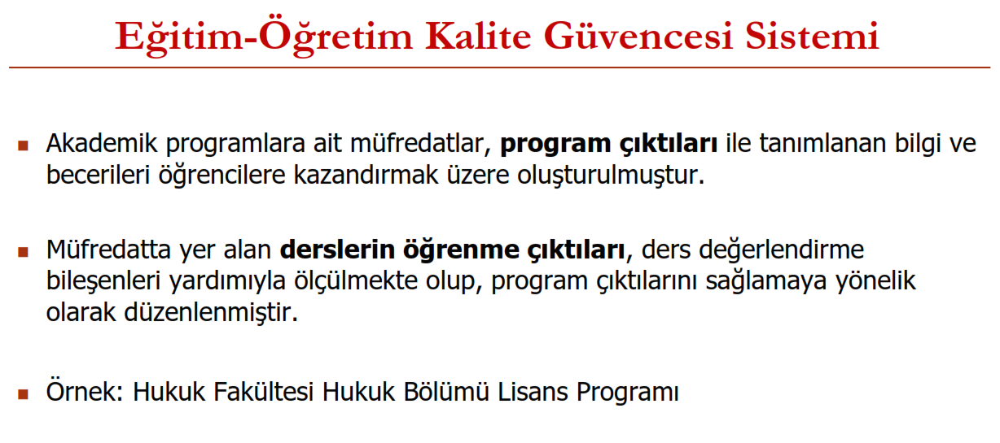 Eğitim-Öğretim Kalite Güvencesi Sistemi
Akademik programlara ait müfredatlar, program çıktıları ile tanımlanan bilgi ve
becerileri öğrencilere kazandırmak üzere oluşturulmuştur.
Müfredatta yer alan derslerin öğrenme çıktıları, ders değerlendirme
bileşenleri yardımıyla ölçülmekte olup, program çıktılarını sağlamaya yönelik
olarak düzenlenmiştir.
Örnek: Hukuk Fakültesi Hukuk Bölümü Lisans Programı